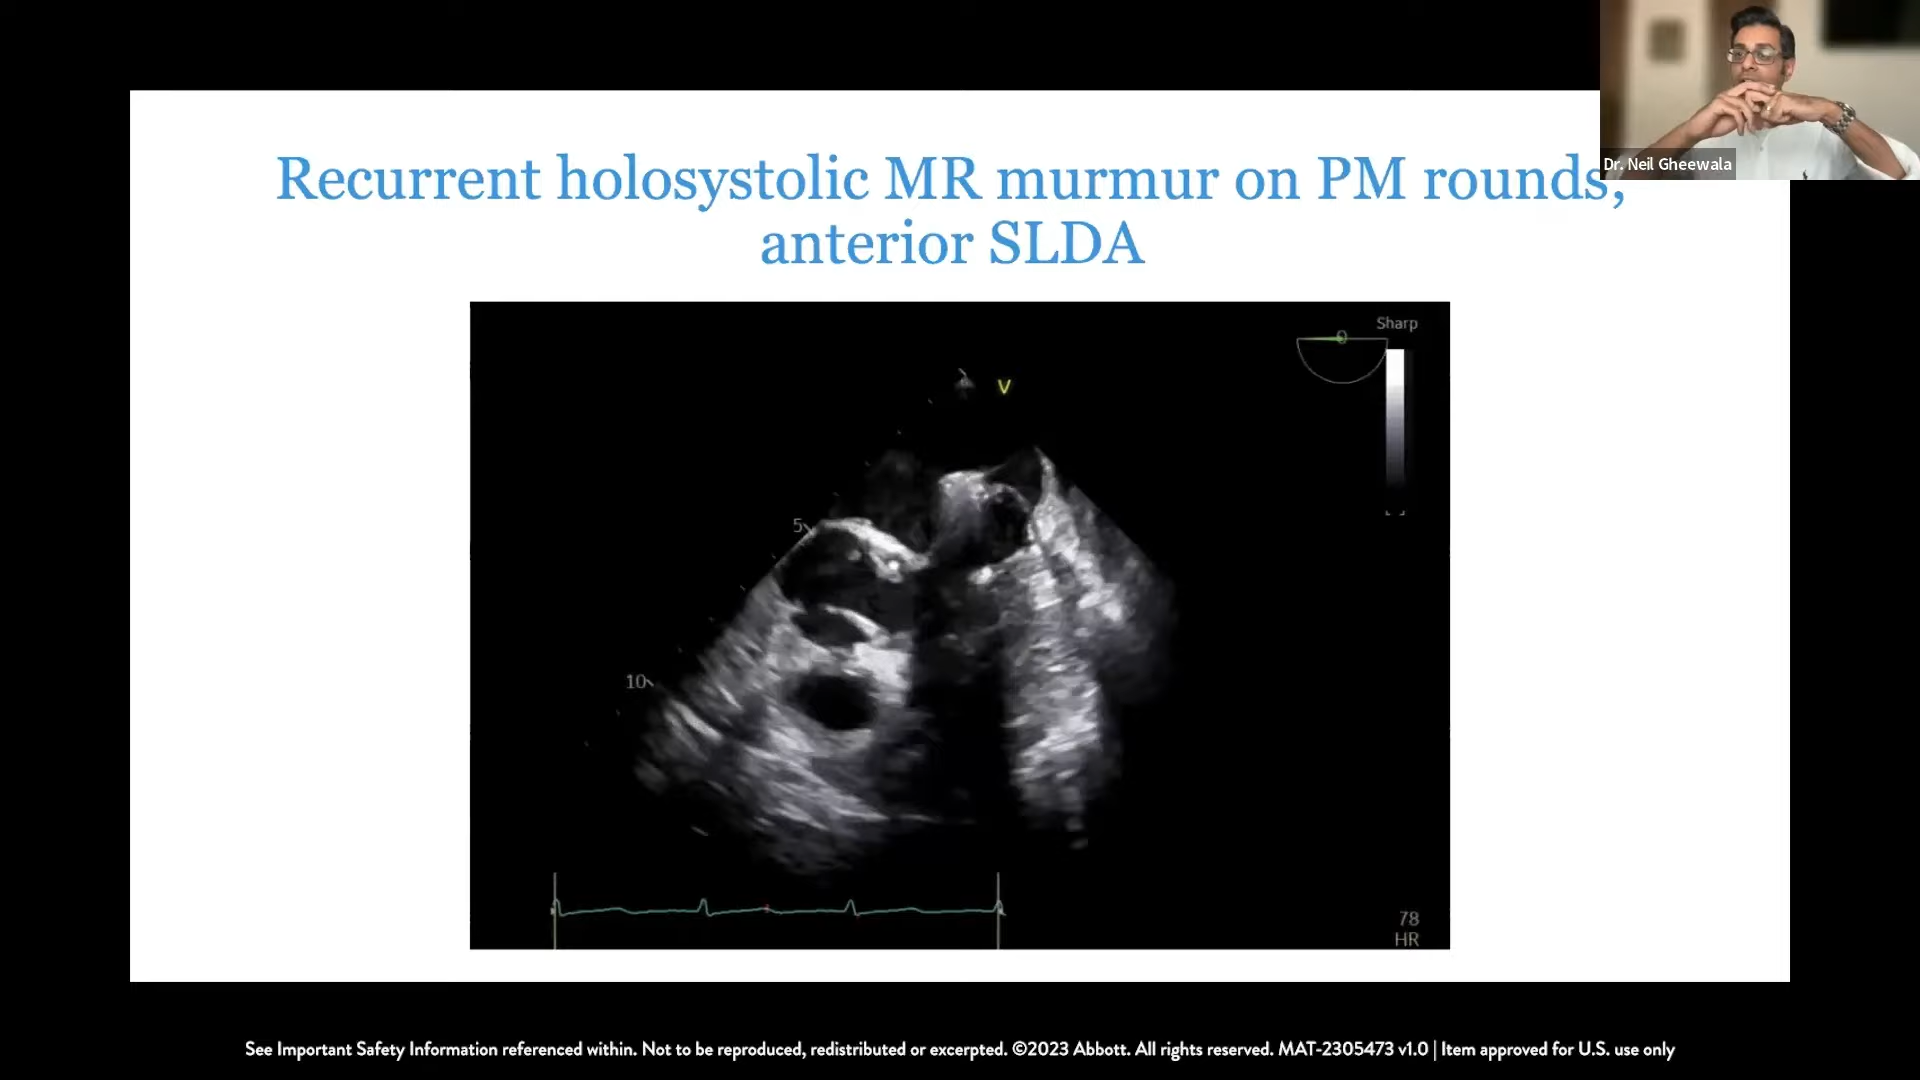 Dr. Neil Gheewala
Recurrent holosystolic MR murmur on PM rounds,
anterior SLDA
Sharp
0
V
5
10
78
HR
See Important Safety Information referenced within. Not to be reproduced, redistributed or excerpted. ©2023 Abbott. All rights reserved. MAT-2305473 v1.0 | Item approved for U.S. use only